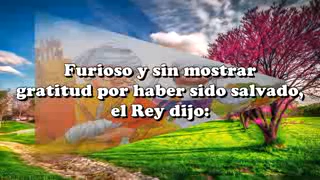 Furioso y sin mostrar
gratitud por haber sido salvado,
el Rey dijo: